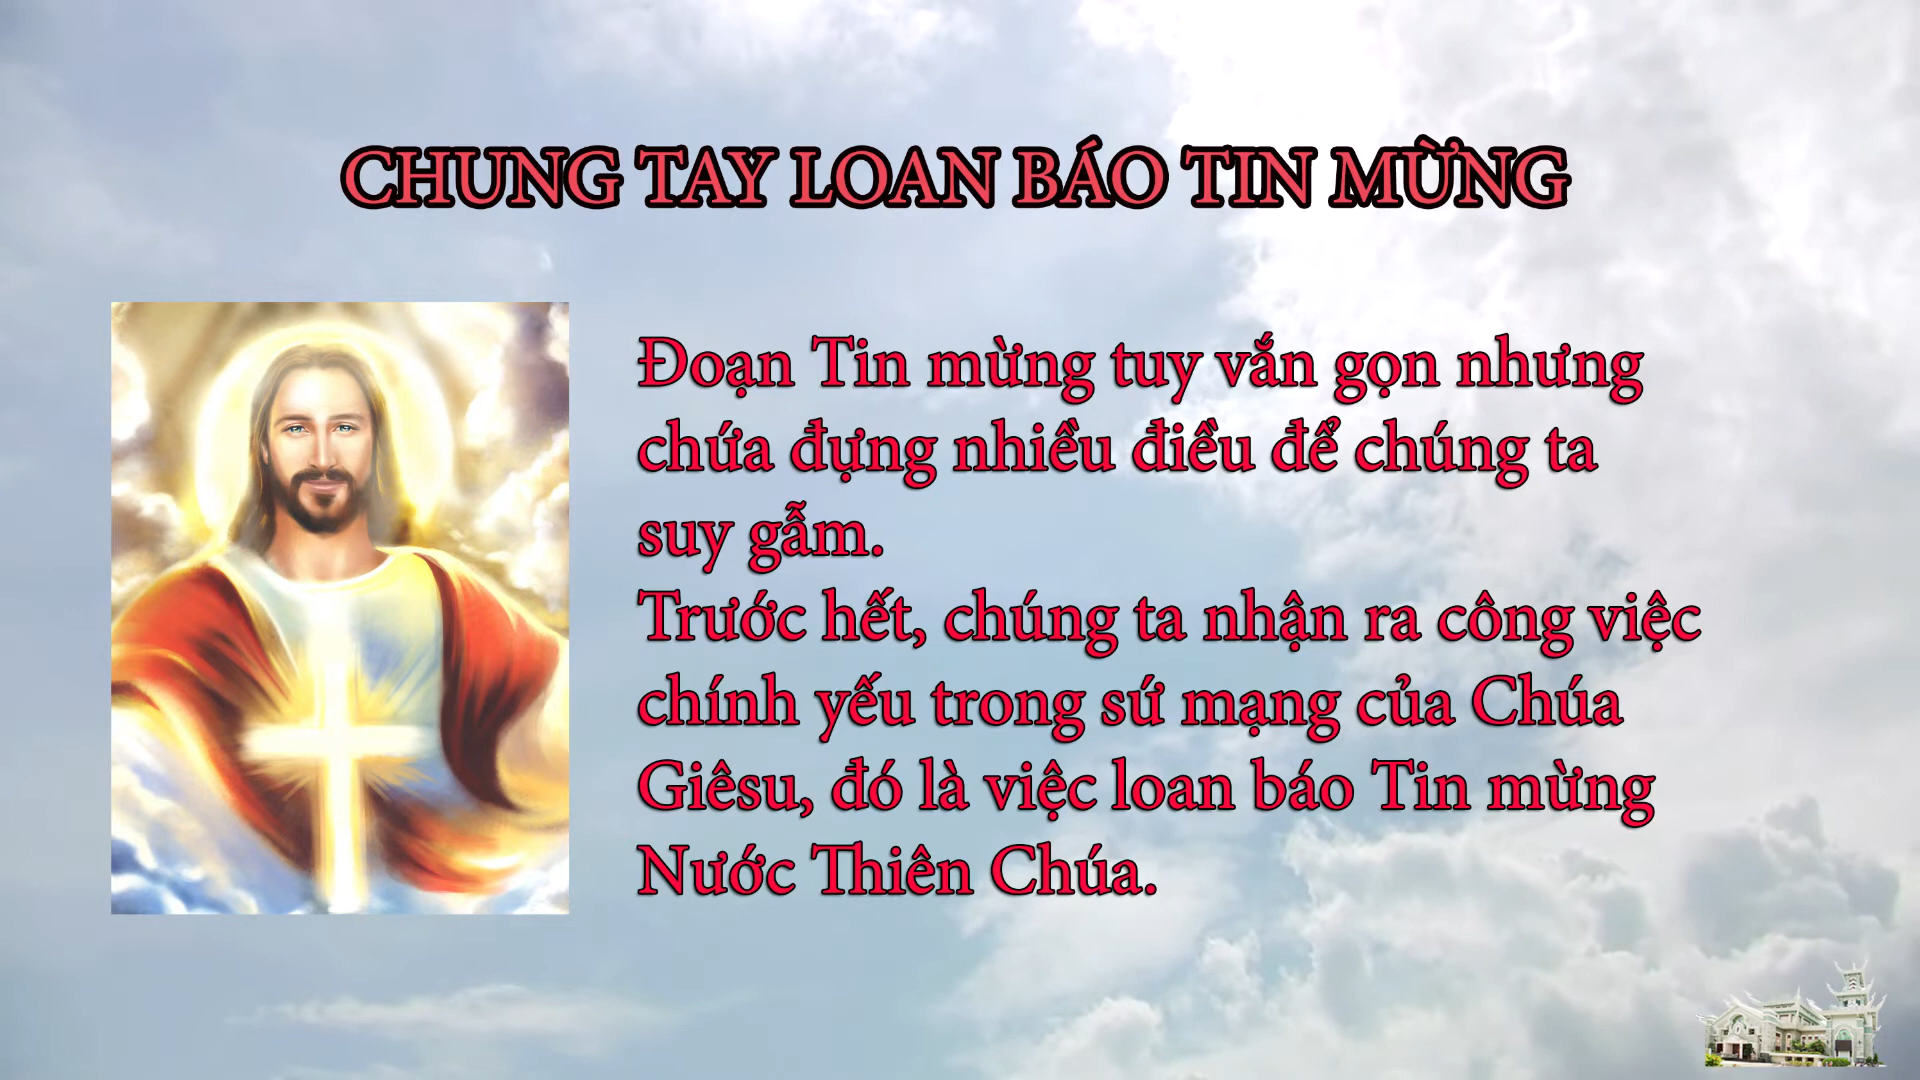 CHUNG TAY LOAN BÁO TIN MỪNG
Đoạn Tin mừng tuy vắn gọn nhưng
chứa đựng nhiều điều để chúng ta
suy gẫm.
Trước hết, chúng ta nhận ra công việc
chính yếu trong sứ mạng của Chúa
Giêsu, đó là việc loan báo Tin mừng
Nước Thiên Chúa.